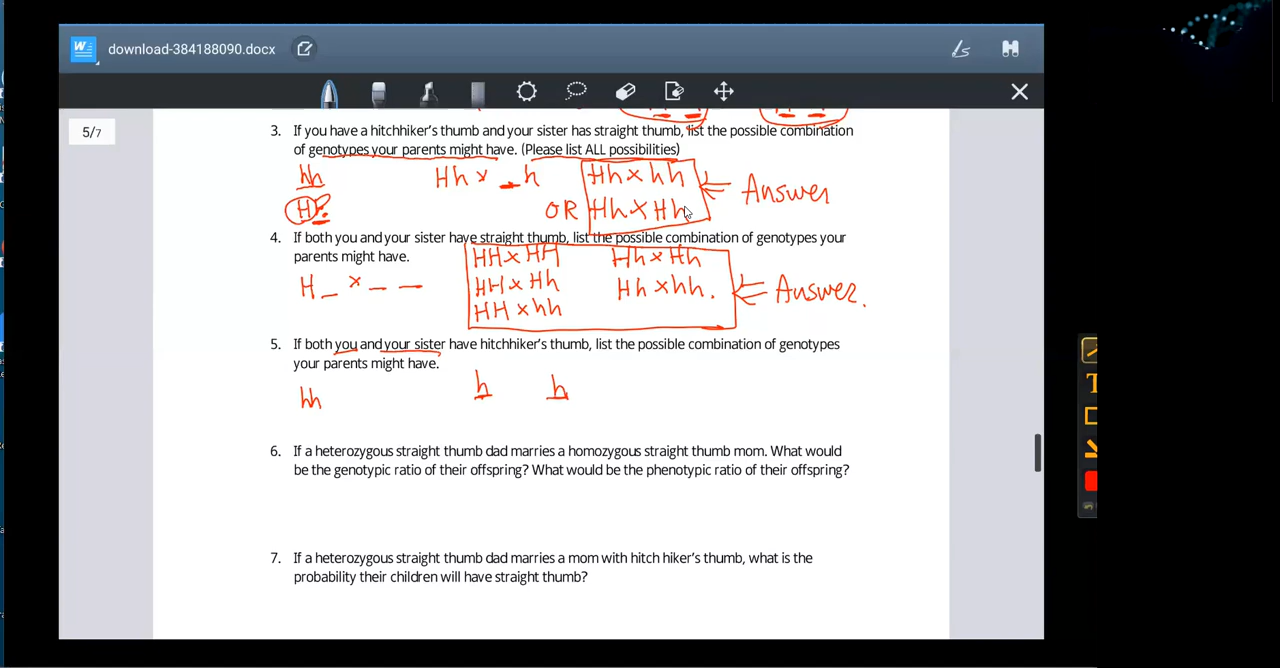 download-384188090.docx
5/7
3. If you have a hitchhiker's thumb and your sister has straight thumb, list the possible combination
of genotypes your parents might have. (Please list ALL possibilities)
hh Hh x _h Hh x hh Answer
H OR Hh x Hh
4. If both you and your sister have straight thumb, list the possible combination of genotypes your
parents might have.
HH x HH Hh x Hh
H_ x _ _ HH x Hh Hh x hh. Answer.
HH x hh
5. If both you and your sister have hitchhiker's thumb, list the possible combination of genotypes
your parents might have.
hh h h
6. If a heterozygous straight thumb dad marries a homozygous straight thumb mom. What would
be the genotypic ratio of their offspring? What would be the phenotypic ratio of their offspring?
7. If a heterozygous straight thumb dad marries a mom with hitch hiker's thumb, what is the
probability their children will have straight thumb?
T